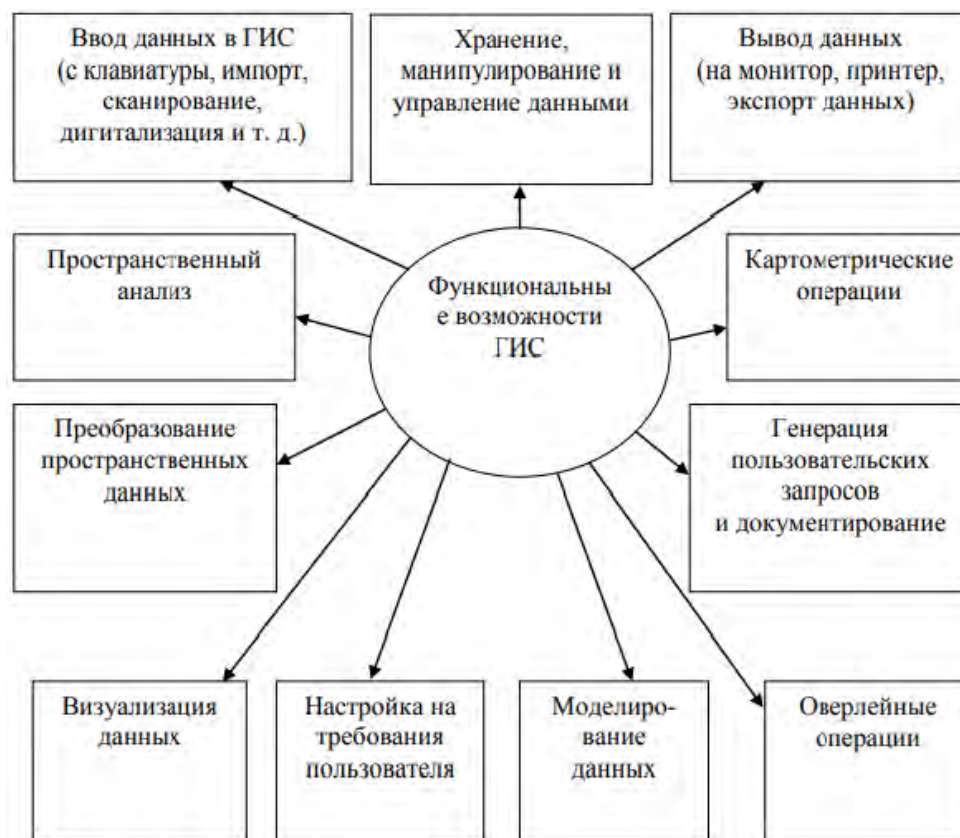 Ввод данных в ГИС
(с клавиатуры, импорт,
сканирование,
дигитализация и т. д.)
Хранение,
манипулирование и
управление данными
Вывод данных
(на монитор, принтер,
экспорт данных)
Пространственный
анализ
Функциональны
е возможности
ГИС
Картометрические
операции
Преобразование
пространственных
данных
Генерация
пользовательских
запросов
и документирование
Визуализация
данных
Настройка на
требования
пользователя
Моделиро-
вание
данных
Оверлейные
операции